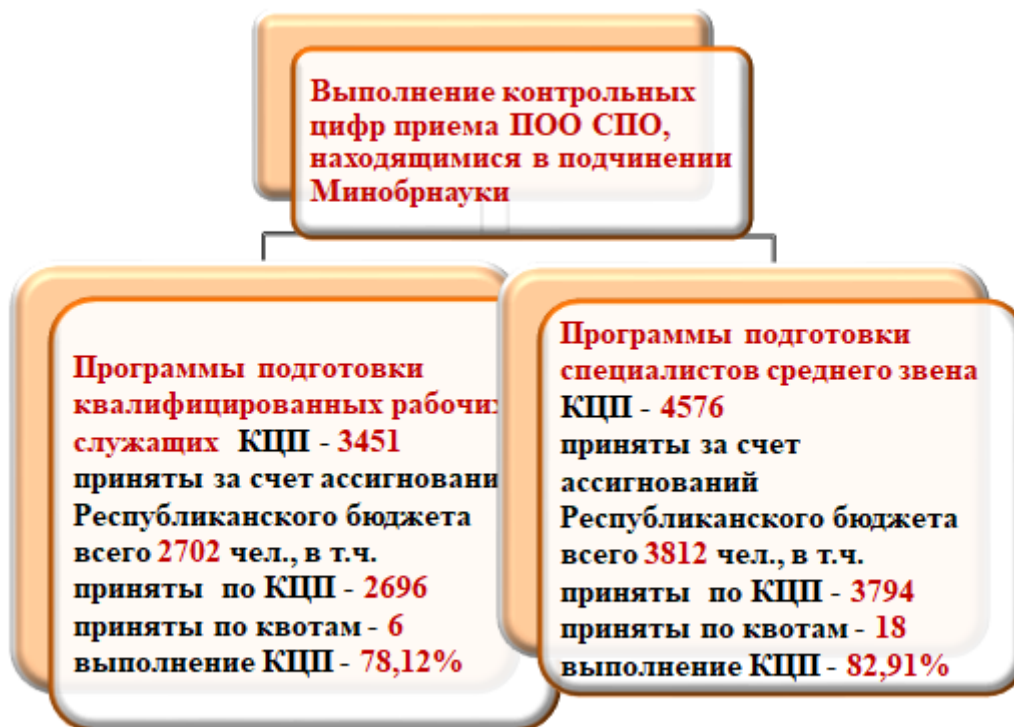 Выполнение контрольных
цифр приема ПОО СПО,
находящимися в подчинении
Минобрнауки
Программы подготовки
квалифицированных рабочих
служащих КЦП - 3451
приняты за счет ассигновани
Республиканского бюджета
всего 2702 чел., в т.ч.
приняты по КЦП - 2696
приняты по квотам - 6
выполнение КЦП - 78,12%
Программы подготовки
специалистов среднего звена
КЦП - 4576
приняты за счет
ассигнований
Республиканского бюджета
всего 3812 чел., в т.ч.
приняты по КЦП - 3794
приняты по квотам - 18
выполнение КЦП - 82,91%